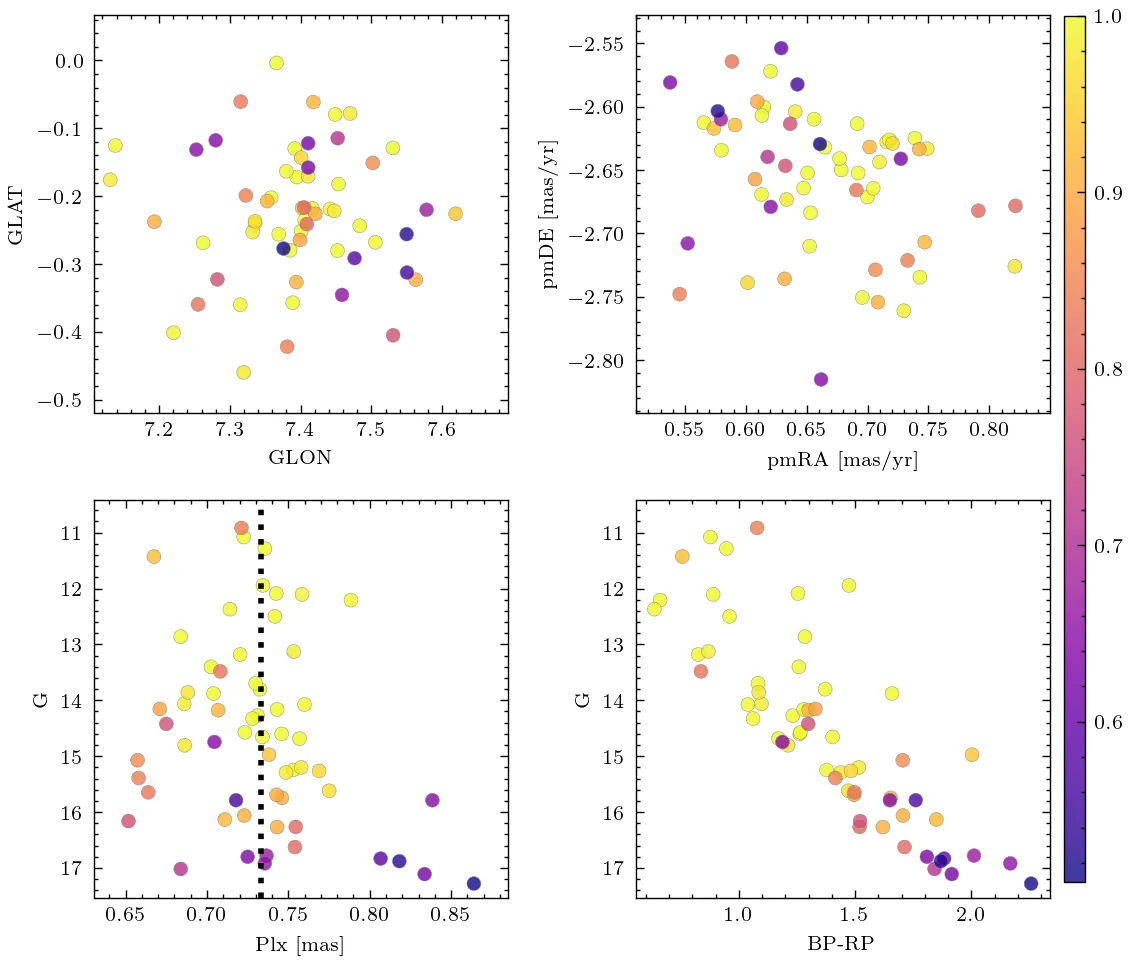 0.0
−0.1
−0.2
−0.3
−0.4
−0.5
GLAT
7.2 7.3 7.4 7.5 7.6
GLON
−2.55
−2.60
−2.65
−2.70
−2.75
−2.80
pmDE [mas/yr]
0.55 0.60 0.65 0.70 0.75 0.80
pmRA [mas/yr]
1.0
0.9
0.8
0.7
0.6
11
12
13
14
15
16
17
G
0.65 0.70 0.75 0.80 0.85
Plx [mas]
11
12
13
14
15
16
17
G
1.0 1.5 2.0
BP-RP